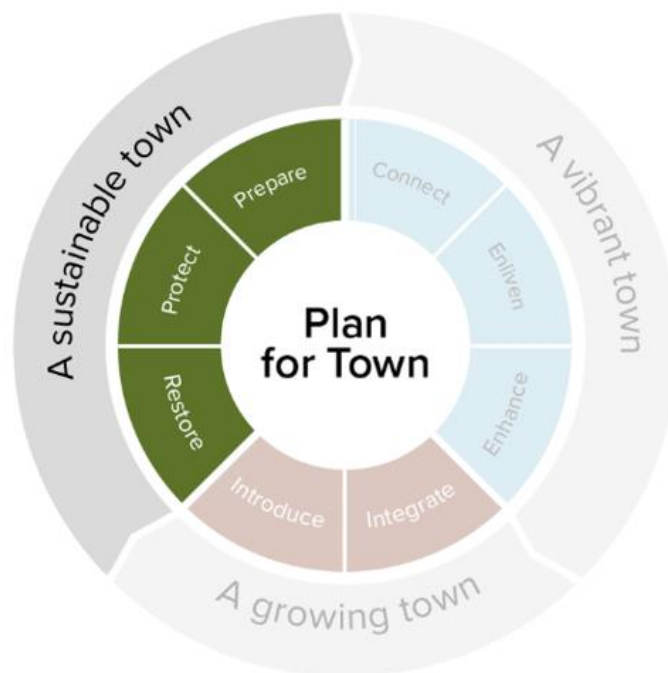 Plan
for Town
A vibrant town
Connect
Enliven
Enhance
A growing town
Integrate
Introduce
A sustainable town
Restore
Protect
Prepare